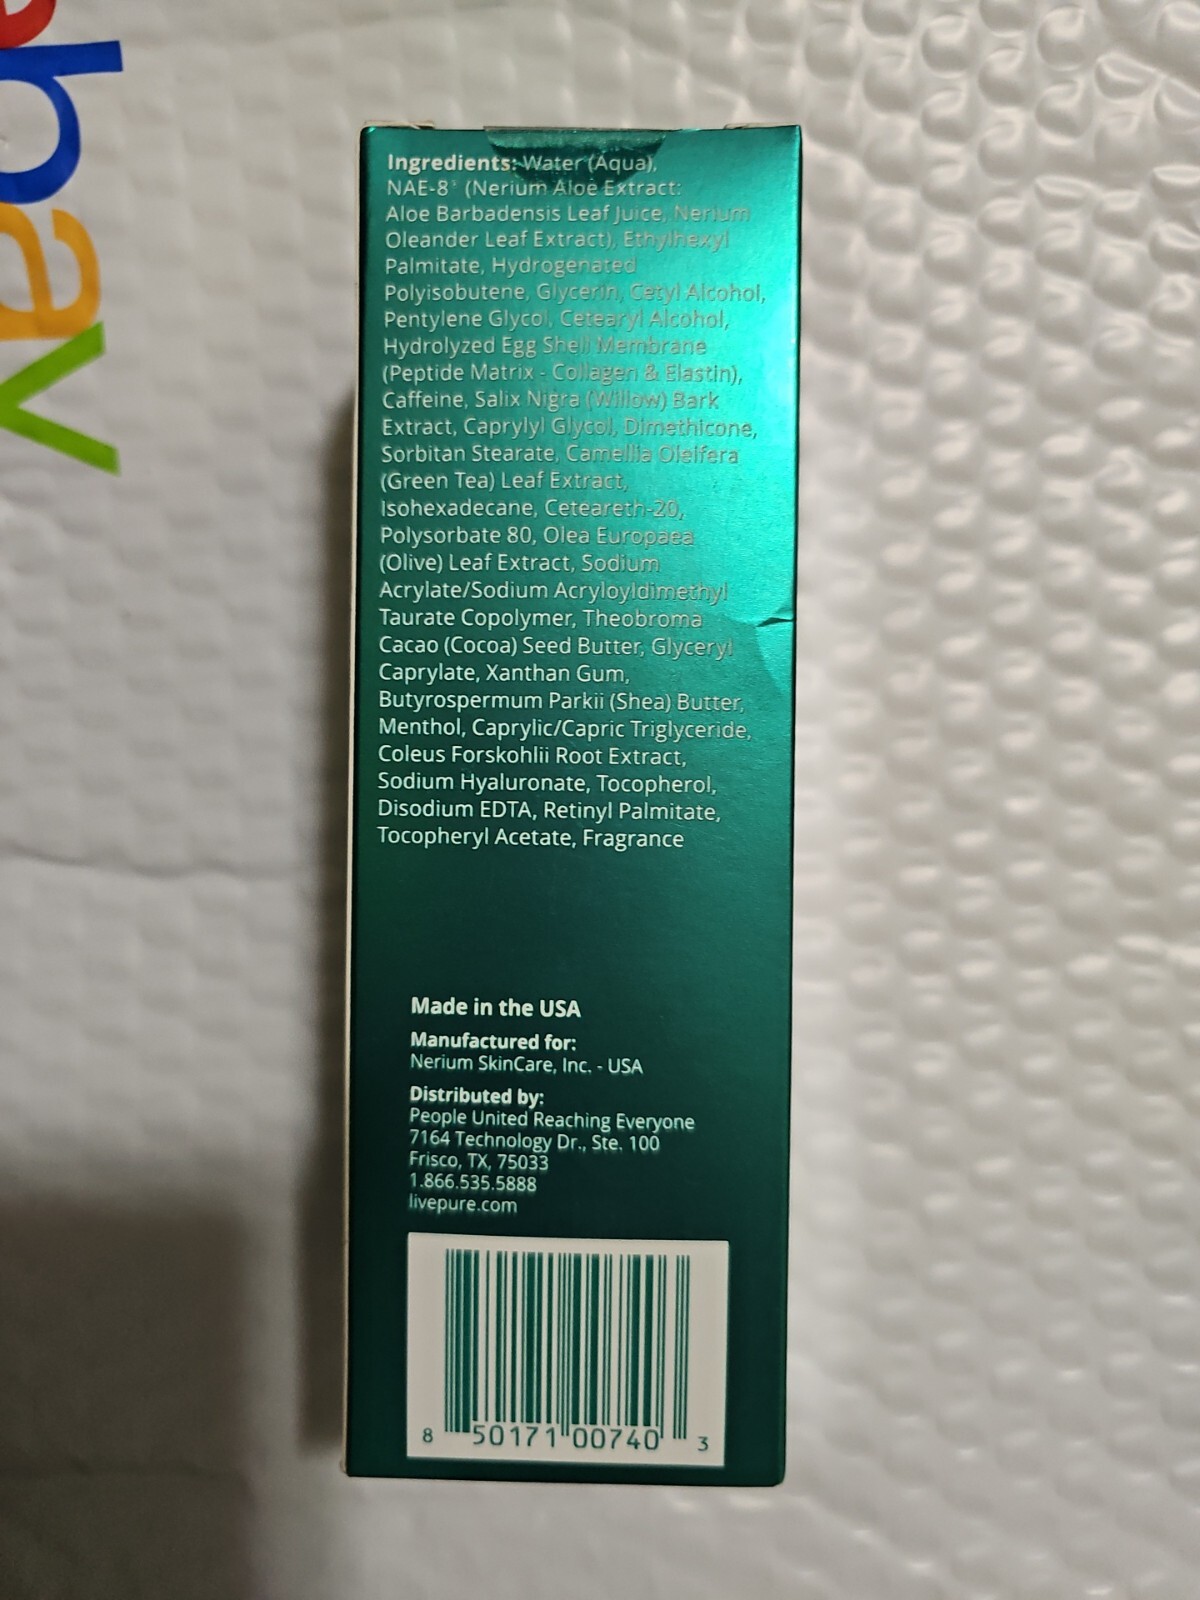 ebay
Ingredients: Water (Aqua),
NAE-8® (Nerium Aloe Extract:
Aloe Barbadensis Leaf Juice, Nerium
Oleander Leaf Extract), Ethylhexyl
Palmitate, Hydrogenated
Polyisobutene, Glycerin, Cetyl Alcohol,
Pentylene Glycol, Cetearyl Alcohol,
Hydrolyzed Egg Shell Membrane
(Peptide Matrix - Collagen & Elastin),
Caffeine, Salix Nigra (Willow) Bark
Extract, Caprylyl Glycol, Dimethicone,
Sorbitan Stearate, Camellia Oleifera
(Green Tea) Leaf Extract,
Isohexadecane, Ceteareth-20,
Polysorbate 80, Olea Europaea
(Olive) Leaf Extract, Sodium
Acrylate/Sodium Acryloyldimethyl
Taurate Copolymer, Theobroma
Cacao (Cocoa) Seed Butter, Glyceryl
Caprylate, Xanthan Gum,
Butyrospermum Parkii (Shea) Butter,
Menthol, Caprylic/Capric Triglyceride,
Coleus Forskohlii Root Extract,
Sodium Hyaluronate, Tocopherol,
Disodium EDTA, Retinyl Palmitate,
Tocopheryl Acetate, Fragrance
Made in the USA
Manufactured for:
Nerium SkinCare, Inc. - USA
Distributed by:
People United Reaching Everyone
7164 Technology Dr., Ste. 100
Frisco, TX, 75033
1.866.535.5888
livepure.com
8 50171 00740 3